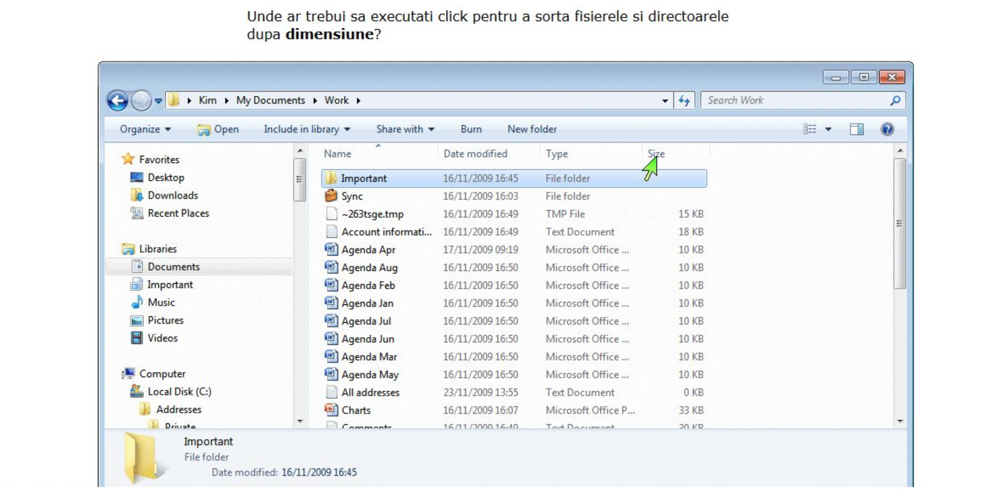 Unde ar trebui sa executati click pentru a sorta fisierele si directoarele
dupa dimensiune?
Kim My Documents Work
Search Work
Organize Open Include in library Share with Burn New folder
Name Date modified Type Size
Favorites
Desktop
Downloads
Recent Places
Libraries
Documents
Important
Music
Pictures
Videos
Computer
Local Disk (C:)
Addresses
Private
Important 16/11/2009 16:45 File folder
Sync 16/11/2009 16:03 File folder
~263tsge.tmp 16/11/2009 16:49 TMP File 15 KB
Account informati... 16/11/2009 16:49 Text Document 18 KB
Agenda Apr 17/11/2009 09:19 Microsoft Office ... 10 KB
Agenda Aug 16/11/2009 16:50 Microsoft Office ... 10 KB
Agenda Feb 16/11/2009 16:50 Microsoft Office ... 10 KB
Agenda Jan 16/11/2009 16:50 Microsoft Office ... 10 KB
Agenda Jul 16/11/2009 16:50 Microsoft Office ... 10 KB
Agenda Jun 16/11/2009 16:50 Microsoft Office ... 10 KB
Agenda Mar 16/11/2009 16:50 Microsoft Office ... 10 KB
Agenda May 16/11/2009 16:50 Microsoft Office ... 10 KB
All addresses 23/11/2009 13:55 Text Document 0 KB
Charts 16/11/2009 16:07 Microsoft Office P... 33 KB
Comments 16/11/2009 16:49 Text Document 30 KB
Important
File folder
Date modified: 16/11/2009 16:45